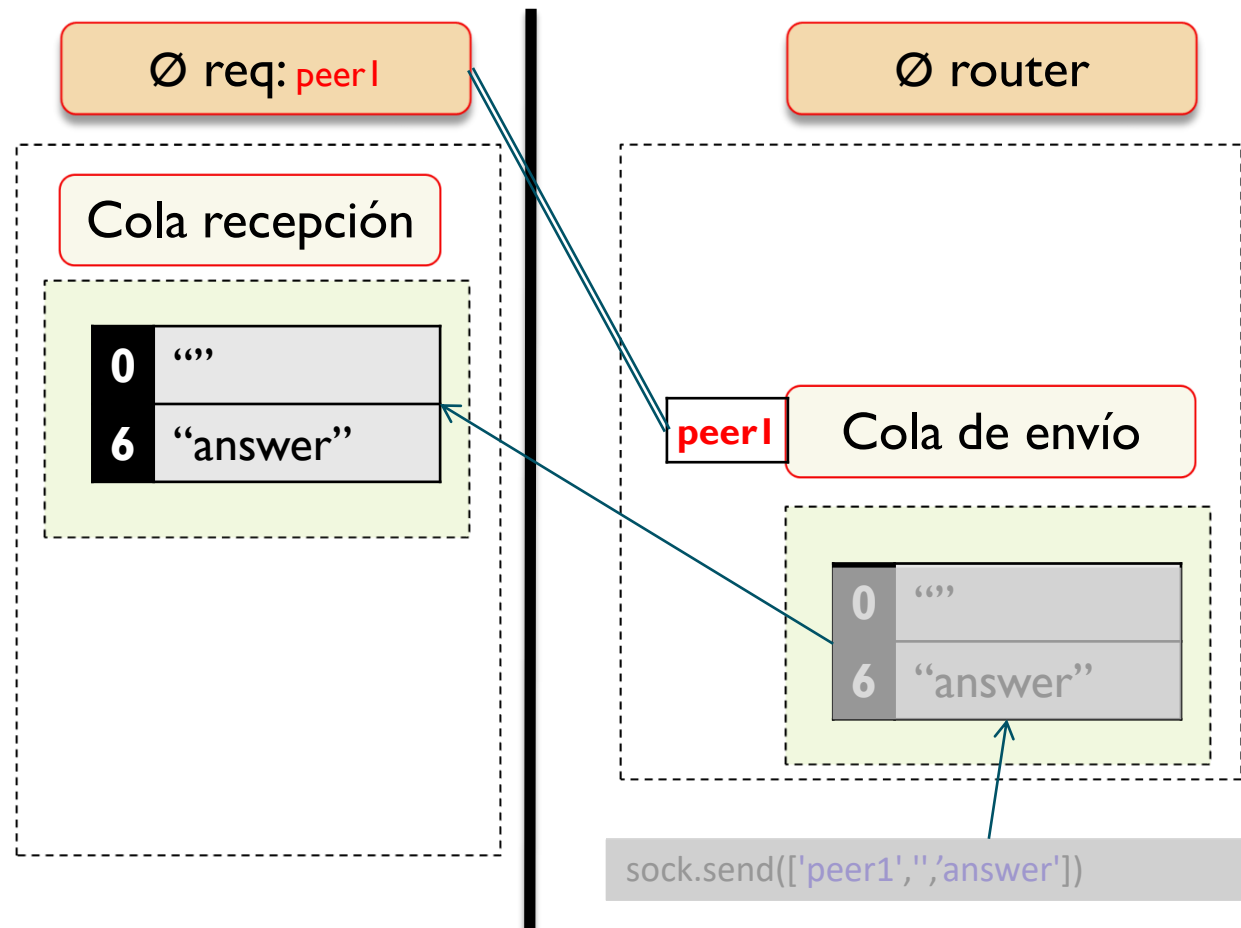 Ø req: peer1
Ø router
Cola recepción
0 “”
6 “answer”
peer1
Cola de envío
0 “”
6 “answer”
sock.send(['peer1','',’answer'])